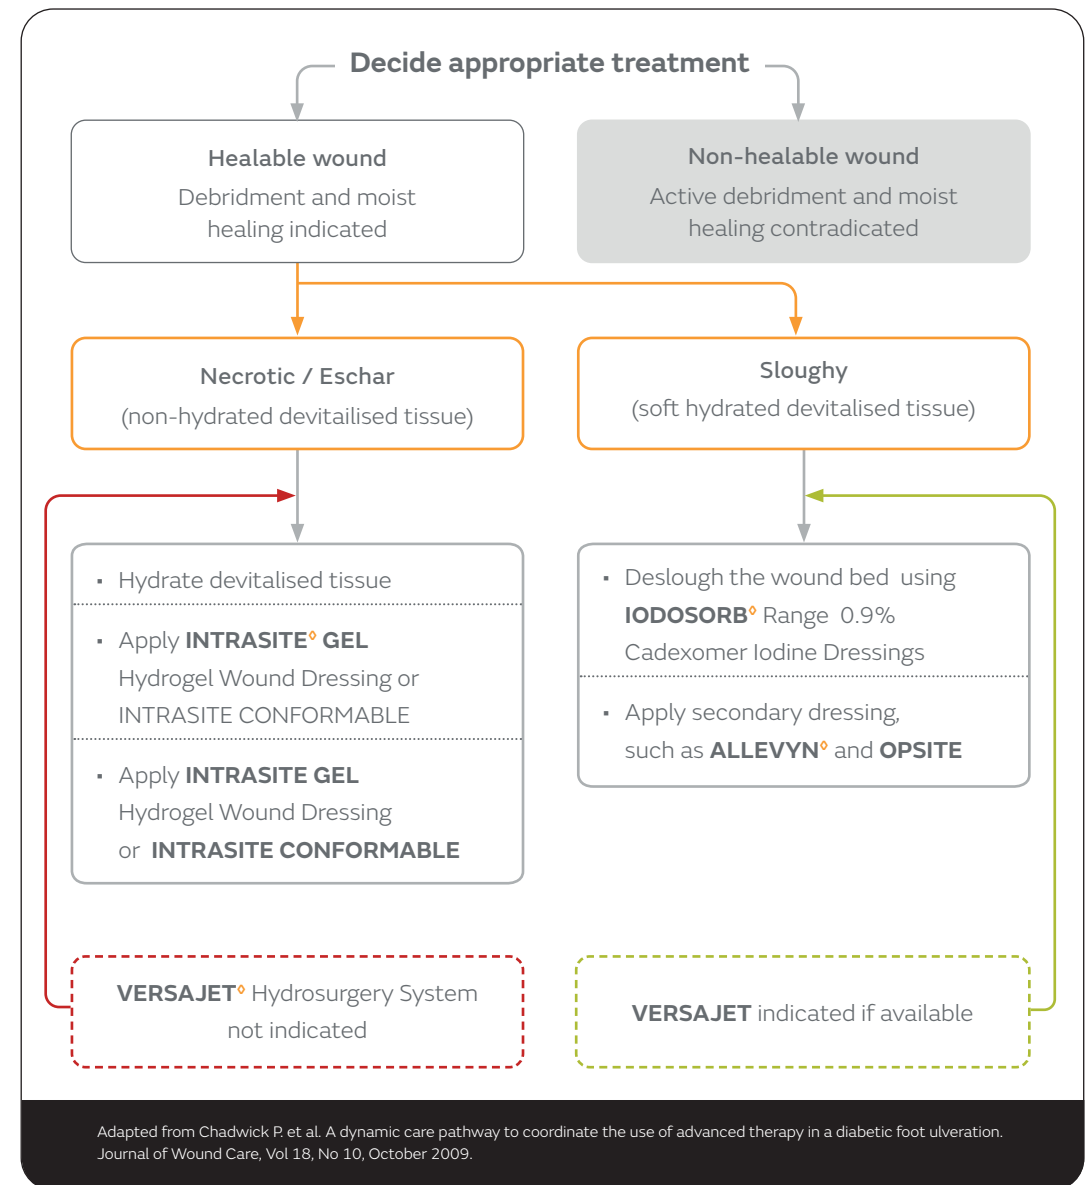 Decide appropriate treatment
Healable wound
Debridment and moist
healing indicated
Non-healable wound
Active debridment and moist
healing contradicated
Necrotic / Eschar
(non-hydrated devitailised tissue)
Sloughy
(soft hydrated devitalised tissue)
• Hydrate devitalised tissue
• Apply INTRASITE◊ GEL
Hydrogel Wound Dressing or
INTRASITE CONFORMABLE
• Apply INTRASITE GEL
Hydrogel Wound Dressing
or INTRASITE CONFORMABLE
• Deslough the wound bed using
IODOSORB◊ Range 0.9%
Cadexomer Iodine Dressings
• Apply secondary dressing,
such as ALLEVYN◊ and OPSITE
VERSAJET◊ Hydrosurgery System
not indicated
VERSAJET indicated if available
Adapted from Chadwick P. et al. A dynamic care pathway to coordinate the use of advanced therapy in a diabetic foot ulveration.
Journal of Wound Care, Vol 18, No 10, October 2009.